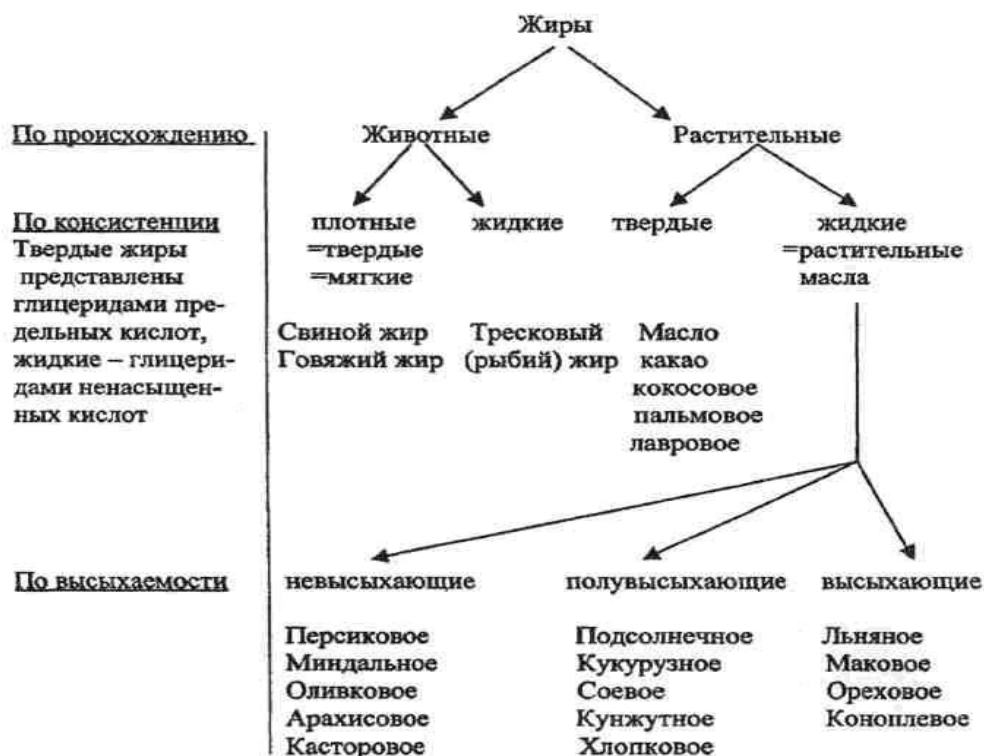 Жиры
По происхождению
Животные
Растительные
По консистенции
Твердые жиры
представлены
глицеридами пре-
дельных кислот,
жидкие – глицери-
дами ненасыщен-
ных кислот
плотные
=твердые
=мягкие
жидкие
твердые
жидкие
=растительные
масла
Свиной жир
Говяжий жир
Тресковый
(рыбий) жир
Масло
какао
кокосовое
пальмовое
лавровое
По высыхаемости
невысыхающие
полувысыхающие
высыхающие
Персиковое
Миндальное
Оливковое
Арахисовое
Касторовое
Подсолнечное
Кукурузное
Соевое
Кунжутное
Хлопковое
Льняное
Маковое
Ореховое
Коноплевое